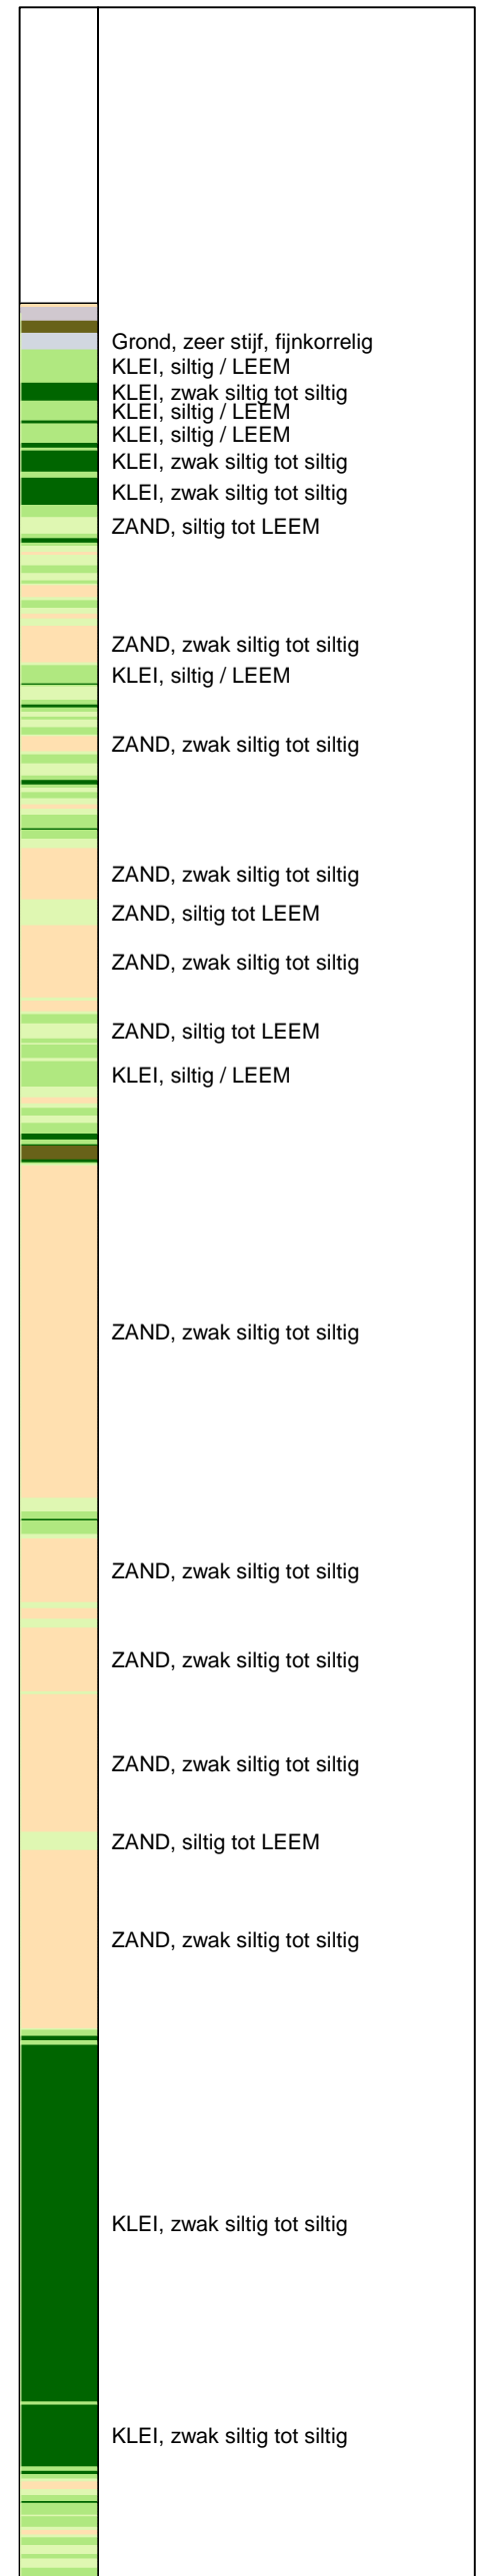 Grond, zeer stijf, fijnkorrelig
KLEI, siltig / LEEM
KLEI, zwak siltig tot siltig
KLEI, siltig / LEEM
KLEI, siltig / LEEM
KLEI, zwak siltig tot siltig
KLEI, zwak siltig tot siltig
ZAND, siltig tot LEEM
ZAND, zwak siltig tot siltig
KLEI, siltig / LEEM
ZAND, zwak siltig tot siltig
ZAND, zwak siltig tot siltig
ZAND, siltig tot LEEM
ZAND, zwak siltig tot siltig
ZAND, siltig tot LEEM
KLEI, siltig / LEEM
ZAND, zwak siltig tot siltig
ZAND, zwak siltig tot siltig
ZAND, zwak siltig tot siltig
ZAND, zwak siltig tot siltig
ZAND, siltig tot LEEM
ZAND, zwak siltig tot siltig
KLEI, zwak siltig tot siltig
KLEI, zwak siltig tot siltig